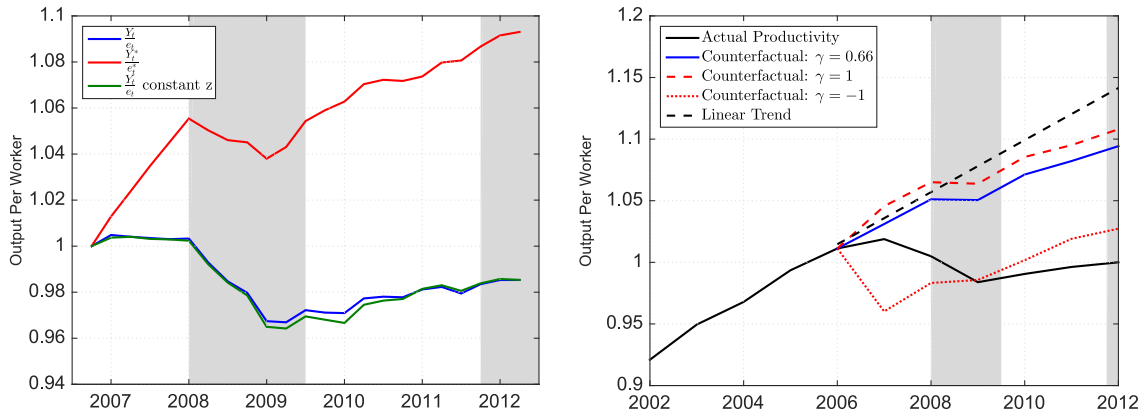 1.1
1.08
1.06
1.04
1.02
1
0.98
0.96
0.94
Output Per Worker
Y_t/e_t
Y_t^*/e_t^*
Y_t/e_t constant z
2007 2008 2009 2010 2011 2012
1.2
1.15
1.1
1.05
1
0.95
0.9
Output Per Worker
Actual Productivity
Counterfactual: γ = 0.66
Counterfactual: γ = 1
Counterfactual: γ = −1
Linear Trend
2002 2004 2006 2008 2010 2012